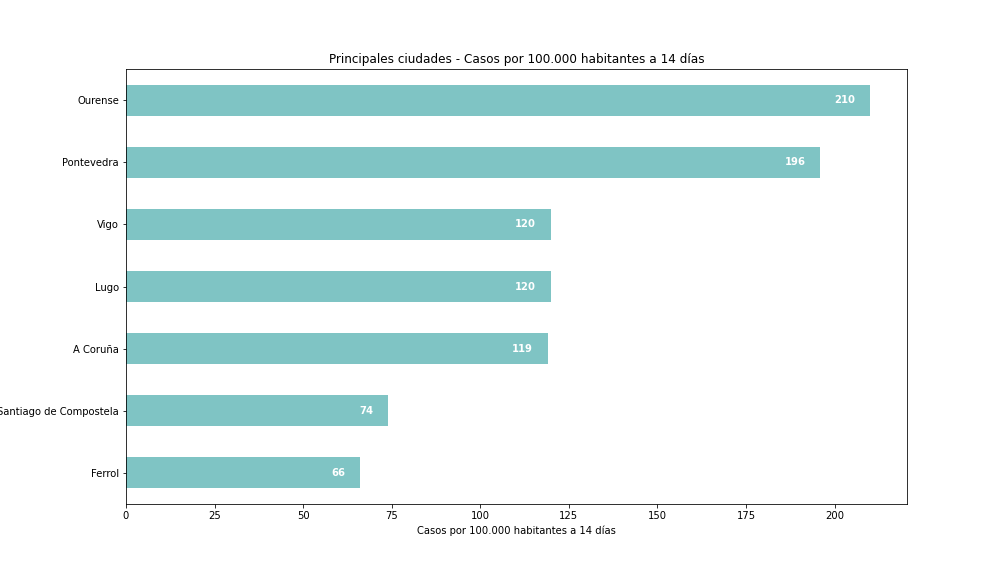 Principales ciudades - Casos por 100.000 habitantes a 14 días
Ourense 210
Pontevedra 196
Vigo 120
Lugo 120
A Coruña 119
Santiago de Compostela 74
Ferrol 66
0 25 50 75 100 125 150 175 200
Casos por 100.000 habitantes a 14 días